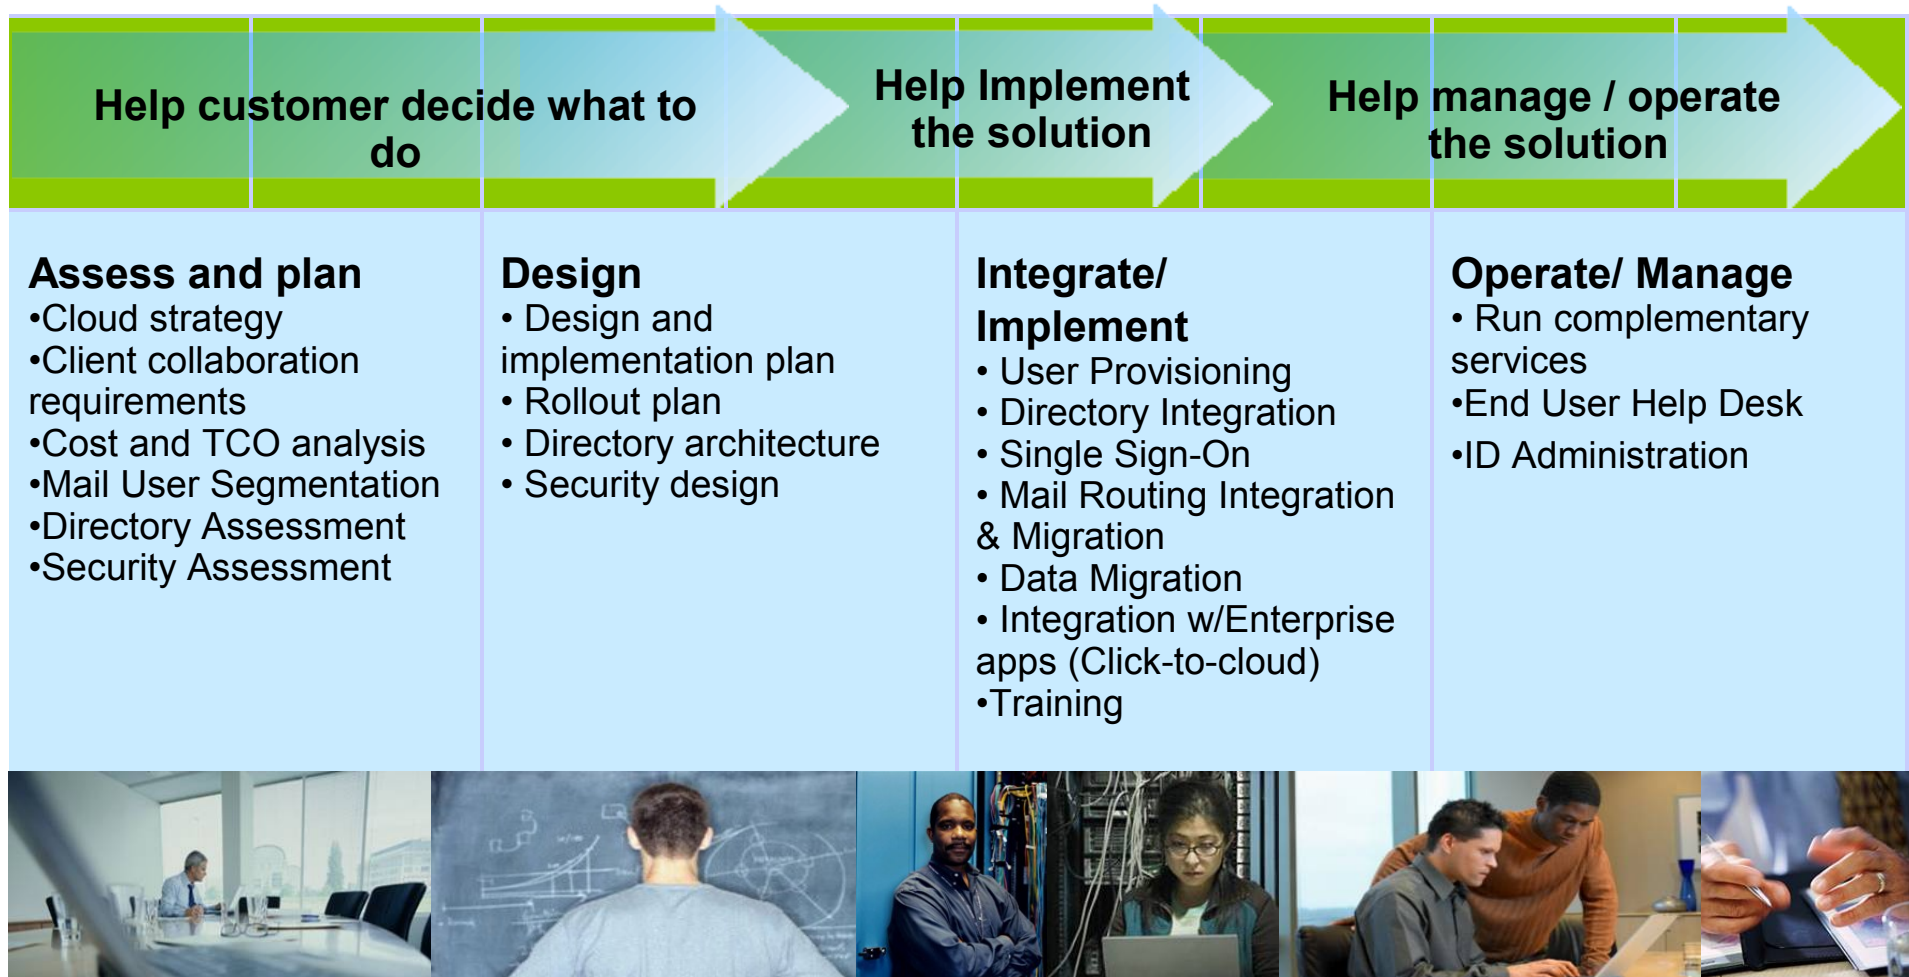 Help customer decide what to
do
Help Implement
the solution
Help manage / operate
the solution
Assess and plan
•Cloud strategy
•Client collaboration
requirements
•Cost and TCO analysis
•Mail User Segmentation
•Directory Assessment
•Security Assessment
Design
• Design and
implementation plan
• Rollout plan
• Directory architecture
• Security design
Integrate/
Implement
• User Provisioning
• Directory Integration
• Single Sign-On
• Mail Routing Integration
& Migration
• Data Migration
• Integration w/Enterprise
apps (Click-to-cloud)
•Training
Operate/ Manage
• Run complementary
services
•End User Help Desk
•ID Administration